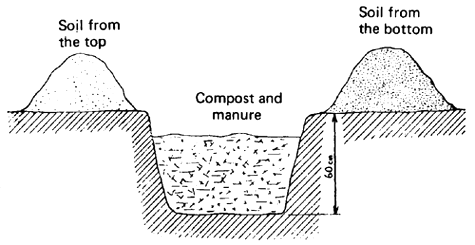 Soil from
the top
Compost and
manure
Soil from
the bottom
60 cm